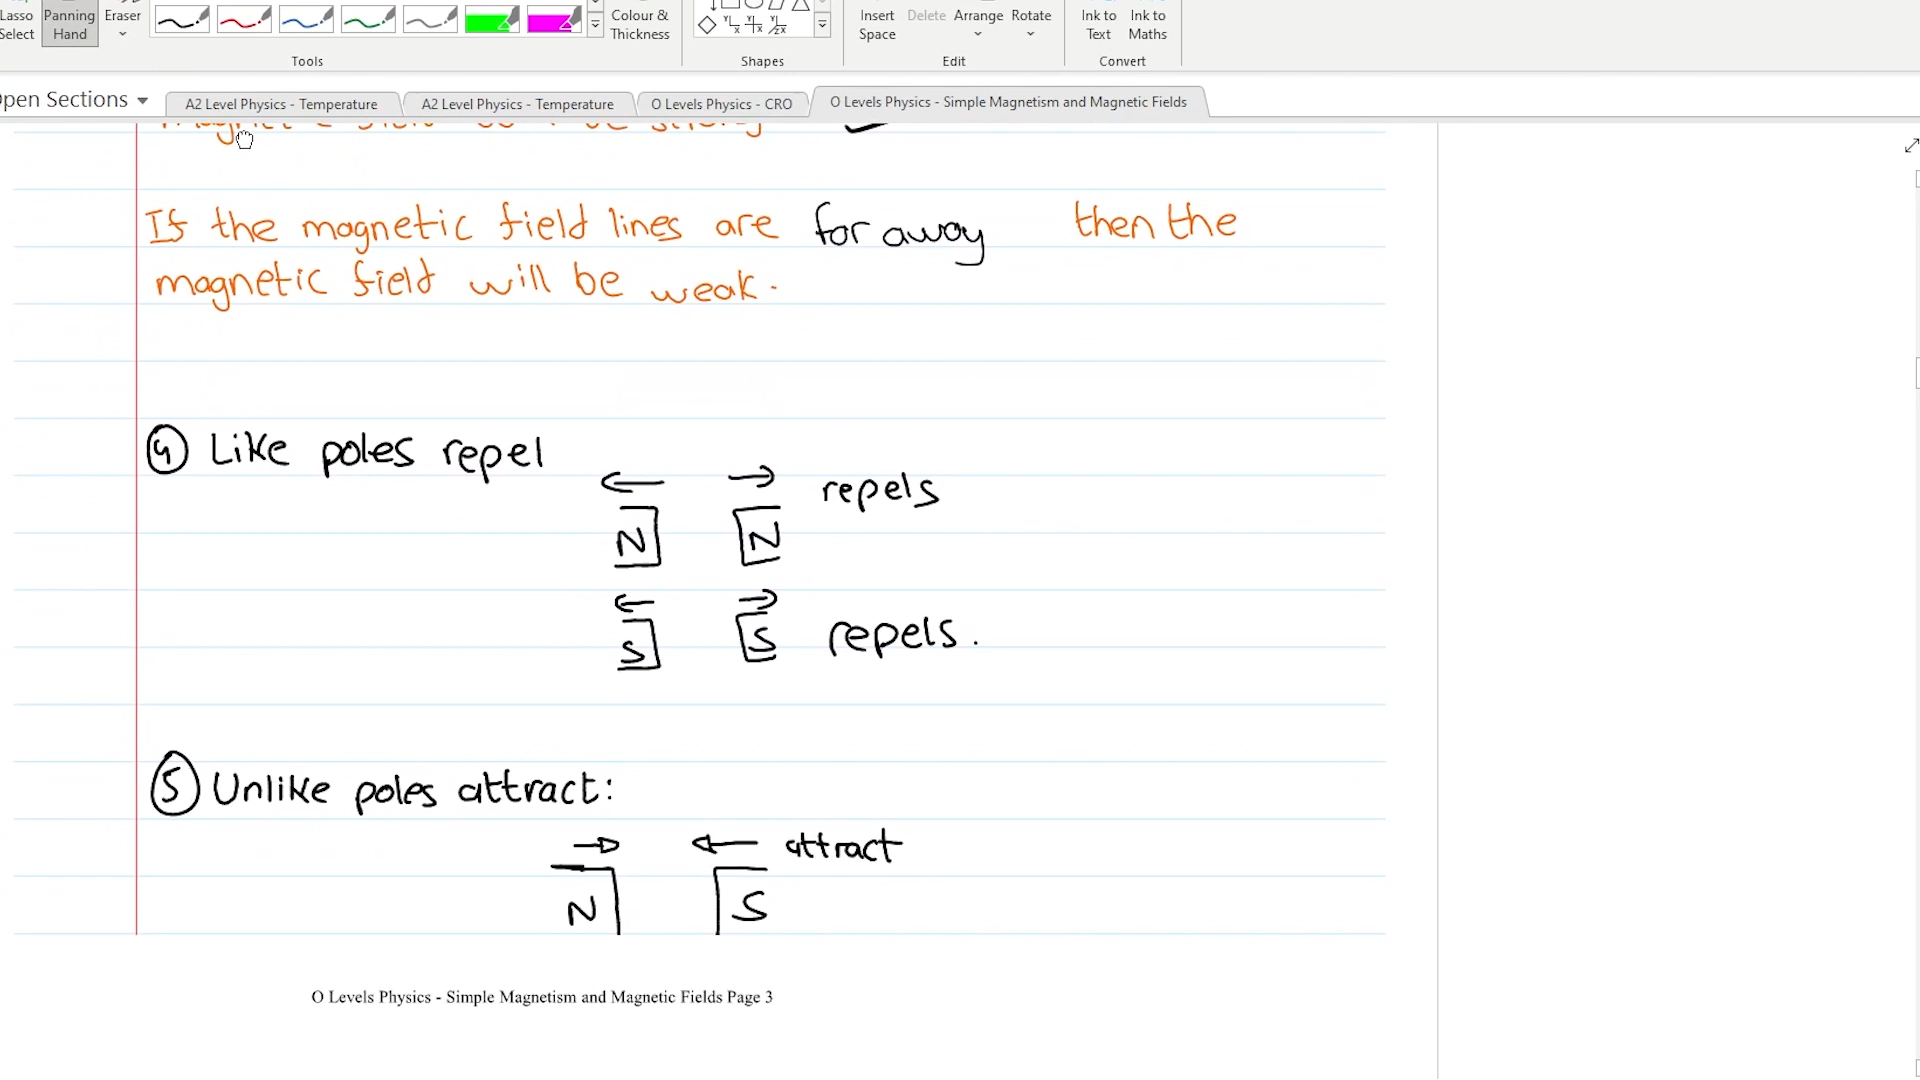 Lasso Select
Panning Hand
Eraser
Colour & Thickness
Insert Space
Delete
Arrange
Rotate
Ink to Text
Ink to Maths
Tools
Shapes
Edit
Convert
pen Sections
A2 Level Physics - Temperature
A2 Level Physics - Temperature
O Levels Physics - CRO
O Levels Physics - Simple Magnetism and Magnetic Fields
If the magnetic field lines are far away then the
magnetic field will be weak.
④ Like poles repel
repels
N N
S S repels.
⑤ Unlike poles attract:
attract
N S
O Levels Physics - Simple Magnetism and Magnetic Fields Page 3